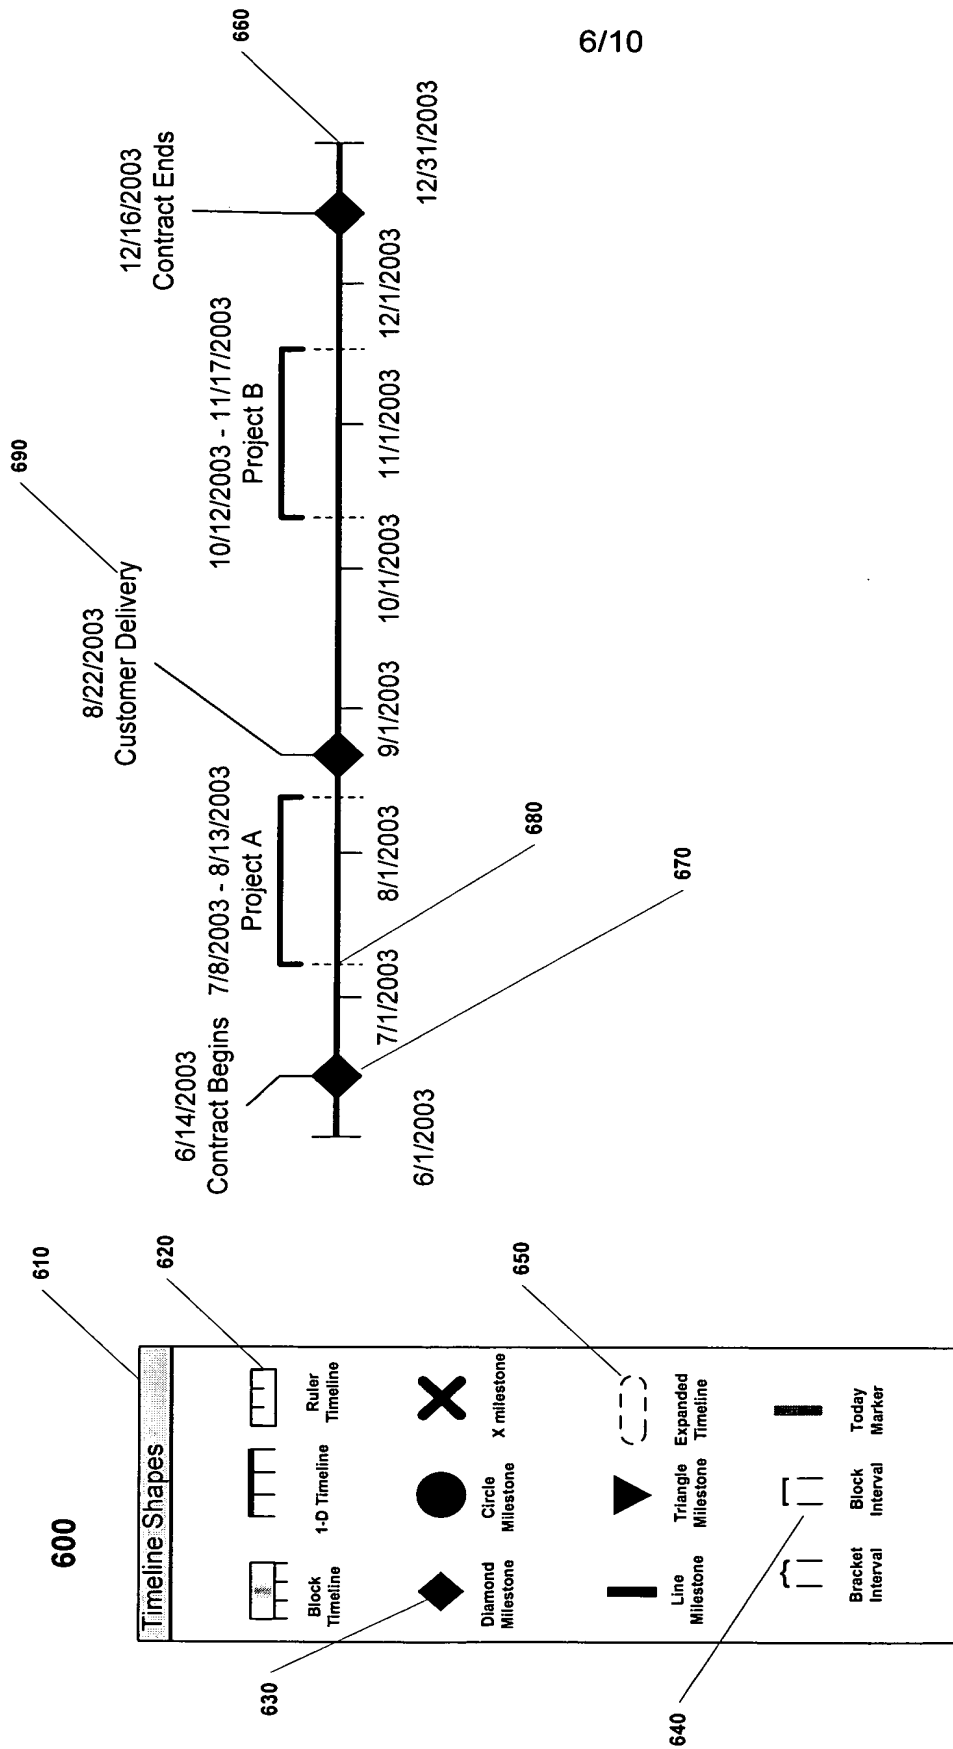 6/10
600
610
Timeline Shapes
Block
Timeline
1-D Timeline
Ruler
Timeline
620
630
Diamond
Milestone
Circle
Milestone
X milestone
Line
Milestone
Triangle
Milestone
Expanded
Timeline
650
640
Bracket
Interval
Block
Interval
Today
Marker
6/14/2003
Contract Begins
7/8/2003 - 8/13/2003
Project A
8/22/2003
Customer Delivery
690
10/12/2003 - 11/17/2003
Project B
12/16/2003
Contract Ends
660
6/1/2003
7/1/2003
8/1/2003
9/1/2003
10/1/2003
11/1/2003
12/1/2003
12/31/2003
670
680